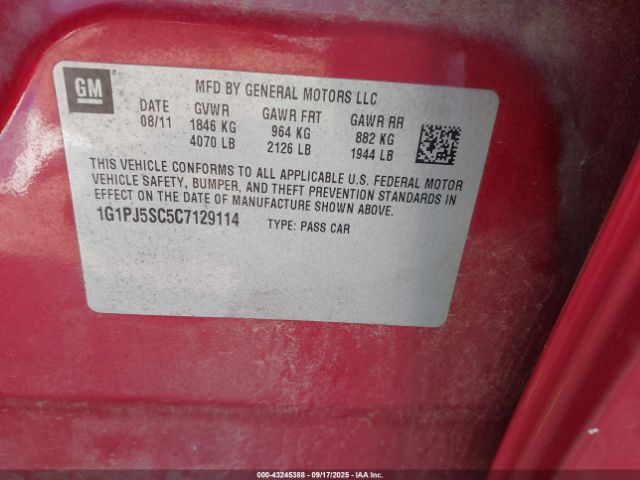 GM
MFD BY GENERAL MOTORS LLC
DATE GVWR GAWR FRT GAWR RR
08/11 1846 KG 964 KG 882 KG
4070 LB 2126 LB 1944 LB
THIS VEHICLE CONFORMS TO ALL APPLICABLE U.S. FEDERAL MOTOR
VEHICLE SAFETY, BUMPER, AND THEFT PREVENTION STANDARDS IN
EFFECT ON THE DATE OF MANUFACTURE SHOWN ABOVE.
1G1PJ5SC5C7129114 TYPE: PASS CAR
000-43245388 - 09/17/2025 - IAA Inc.